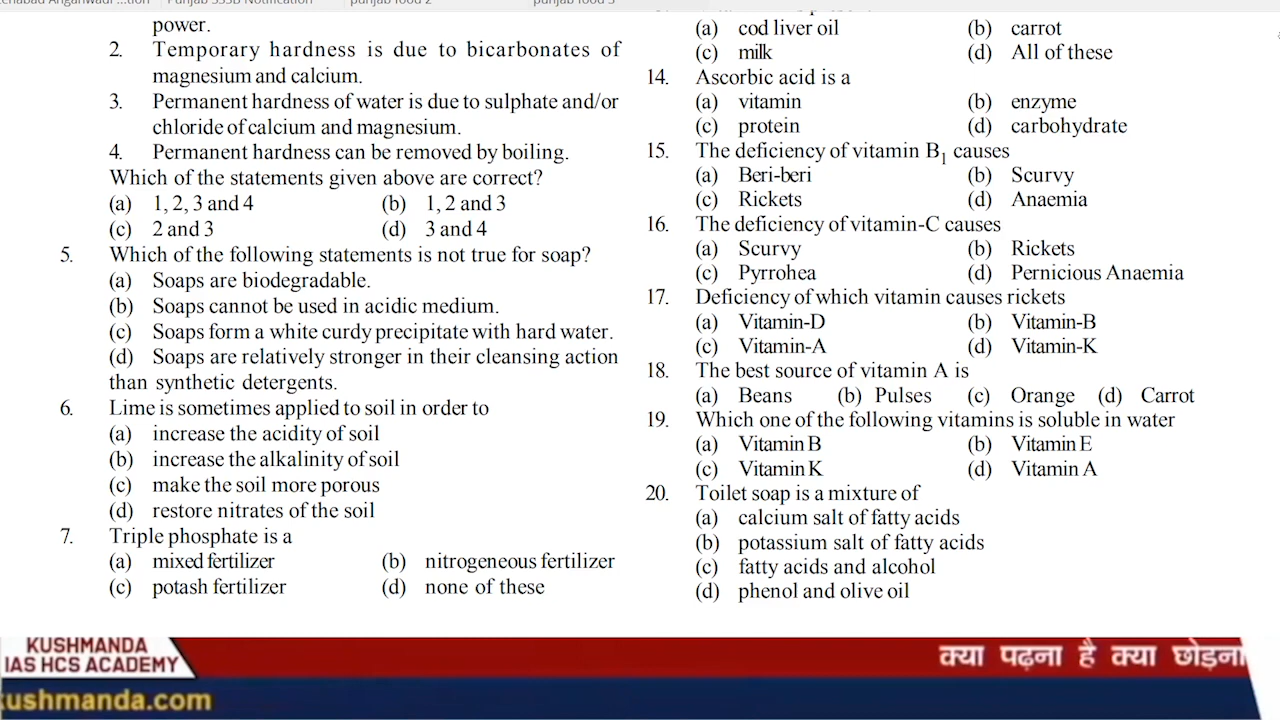 Punjab SSSB Notification
punjab food 2
punjab food 3
power.
2. Temporary hardness is due to bicarbonates of
magnesium and calcium.
3. Permanent hardness of water is due to sulphate and/or
chloride of calcium and magnesium.
4. Permanent hardness can be removed by boiling.
Which of the statements given above are correct?
(a) 1, 2, 3 and 4 (b) 1, 2 and 3
(c) 2 and 3 (d) 3 and 4
5. Which of the following statements is not true for soap?
(a) Soaps are biodegradable.
(b) Soaps cannot be used in acidic medium.
(c) Soaps form a white curdy precipitate with hard water.
(d) Soaps are relatively stronger in their cleansing action
than synthetic detergents.
6. Lime is sometimes applied to soil in order to
(a) increase the acidity of soil
(b) increase the alkalinity of soil
(c) make the soil more porous
(d) restore nitrates of the soil
7. Triple phosphate is a
(a) mixed fertilizer (b) nitrogeneous fertilizer
(c) potash fertilizer (d) none of these
(a) cod liver oil (b) carrot
(c) milk (d) All of these
14. Ascorbic acid is a
(a) vitamin (b) enzyme
(c) protein (d) carbohydrate
15. The deficiency of vitamin B1 causes
(a) Beri-beri (b) Scurvy
(c) Rickets (d) Anaemia
16. The deficiency of vitamin-C causes
(a) Scurvy (b) Rickets
(c) Pyrrohea (d) Pernicious Anaemia
17. Deficiency of which vitamin causes rickets
(a) Vitamin-D (b) Vitamin-B
(c) Vitamin-A (d) Vitamin-K
18. The best source of vitamin A is
(a) Beans (b) Pulses (c) Orange (d) Carrot
19. Which one of the following vitamins is soluble in water
(a) Vitamin B (b) Vitamin E
(c) Vitamin K (d) Vitamin A
20. Toilet soap is a mixture of
(a) calcium salt of fatty acids
(b) potassium salt of fatty acids
(c) fatty acids and alcohol
(d) phenol and olive oil
KUSHMANDA
IAS HCS ACADEMY
क्या पढ़ना है क्या छोड़ना
kushmanda.com